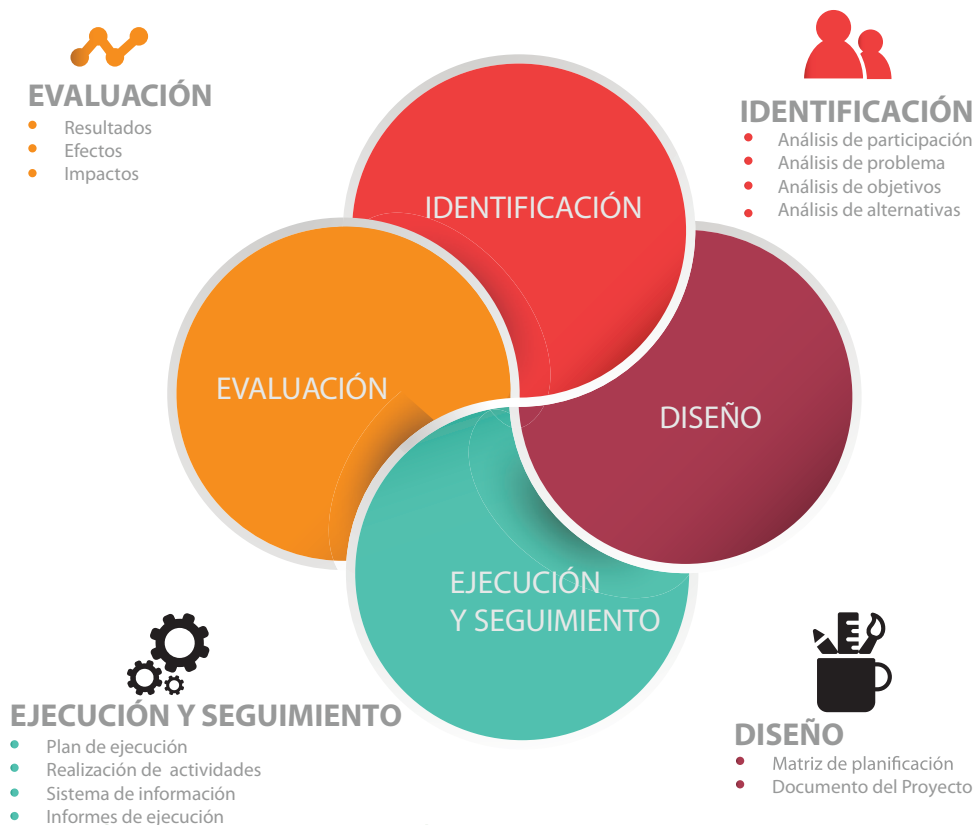 EVALUACIÓN
Resultados
Efectos
Impactos
IDENTIFICACIÓN
Análisis de participación
Análisis de problema
Análisis de objetivos
Análisis de alternativas
IDENTIFICACIÓN
EVALUACIÓN
DISEÑO
EJECUCIÓN
Y SEGUIMIENTO
EJECUCIÓN Y SEGUIMIENTO
Plan de ejecución
Realización de actividades
Sistema de información
Informes de ejecución
DISEÑO
Matriz de planificación
Documento del Proyecto